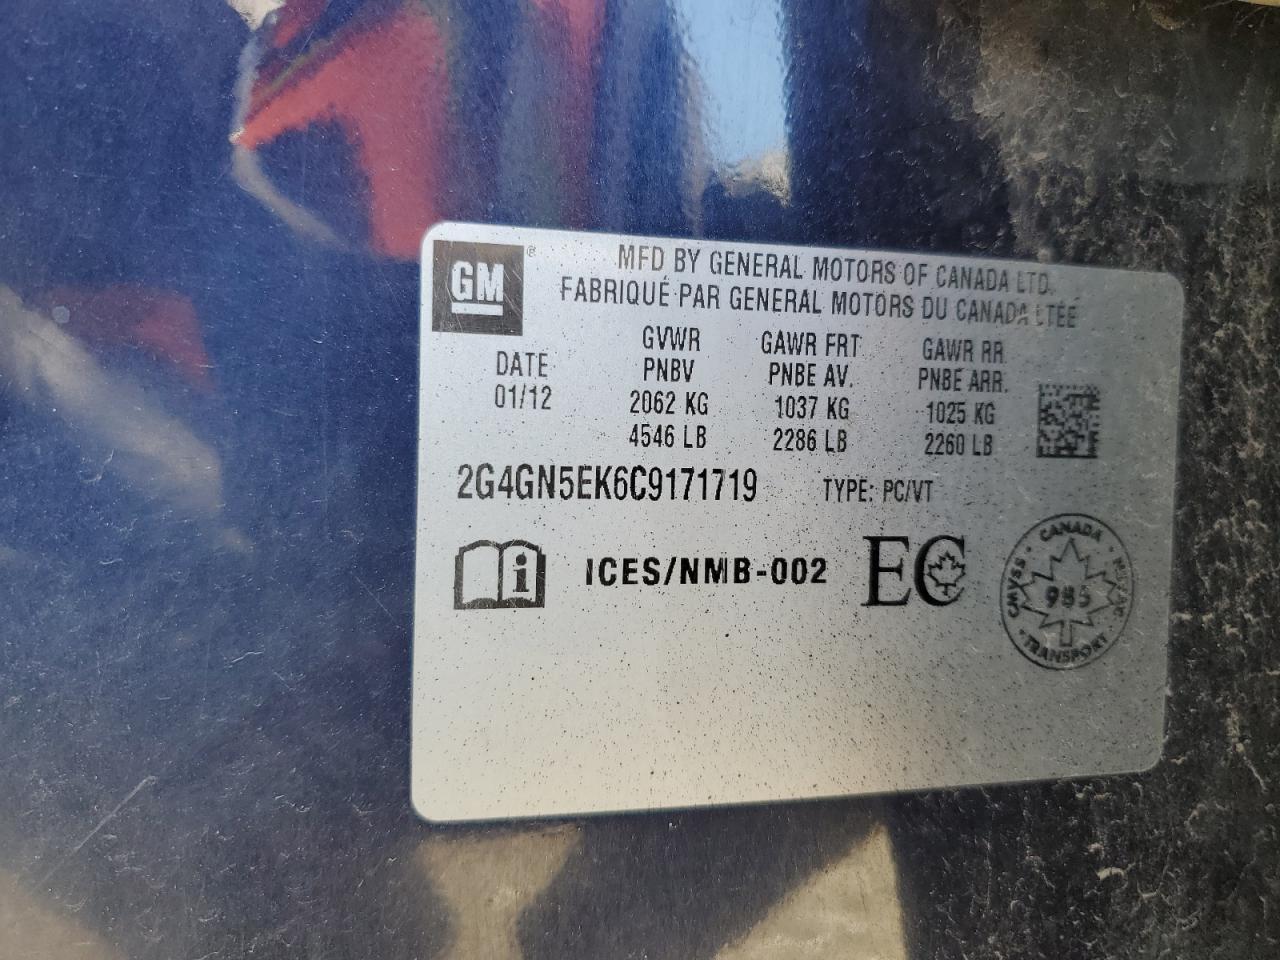 GM ®
MFD BY GENERAL MOTORS OF CANADA LTD.
FABRIQUÉ PAR GENERAL MOTORS DU CANADA LTÉE
DATE
01/12
GVWR
PNBV
2062 KG
4546 LB
GAWR FRT
PNBE AV.
1037 KG
2286 LB
GAWR RR
PNBE ARR.
1025 KG
2260 LB
2G4GN5EK6C9171719 TYPE: PC/VT
i ICES/NMB-002 EC
CANADA
CMVSS
985
TRANSPORT